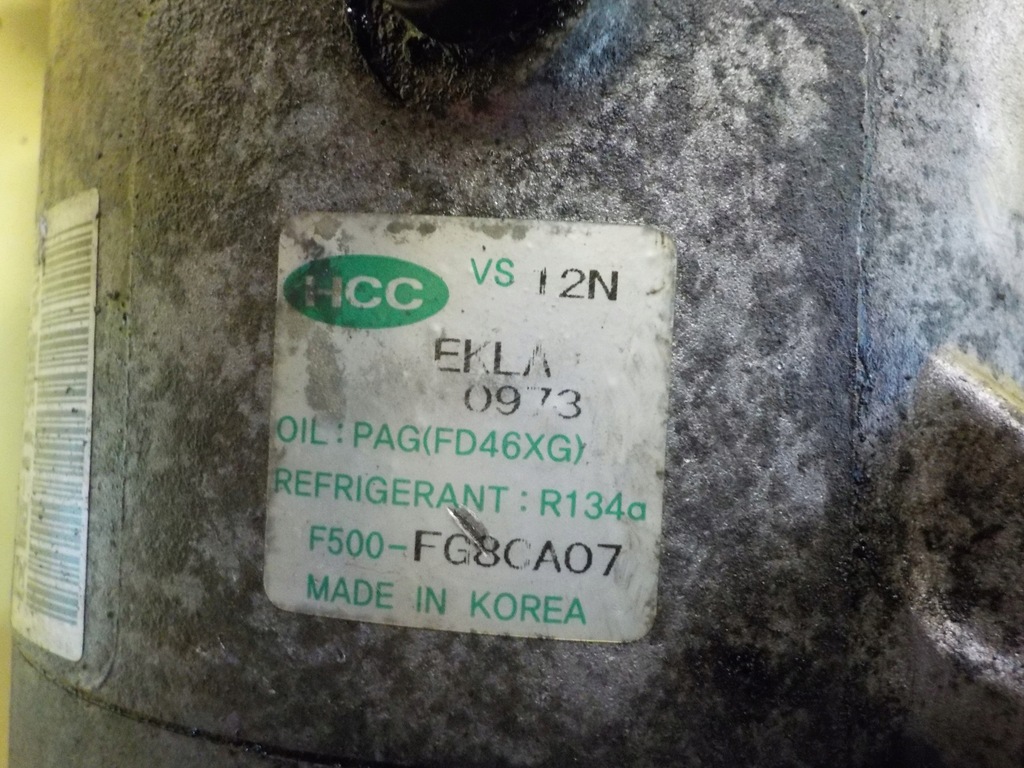 HCC VS 12N
EKLA
0973
OIL : PAG(FD46XG)
REFRIGERANT : R134a
F500-FG8CA07
MADE IN KOREA